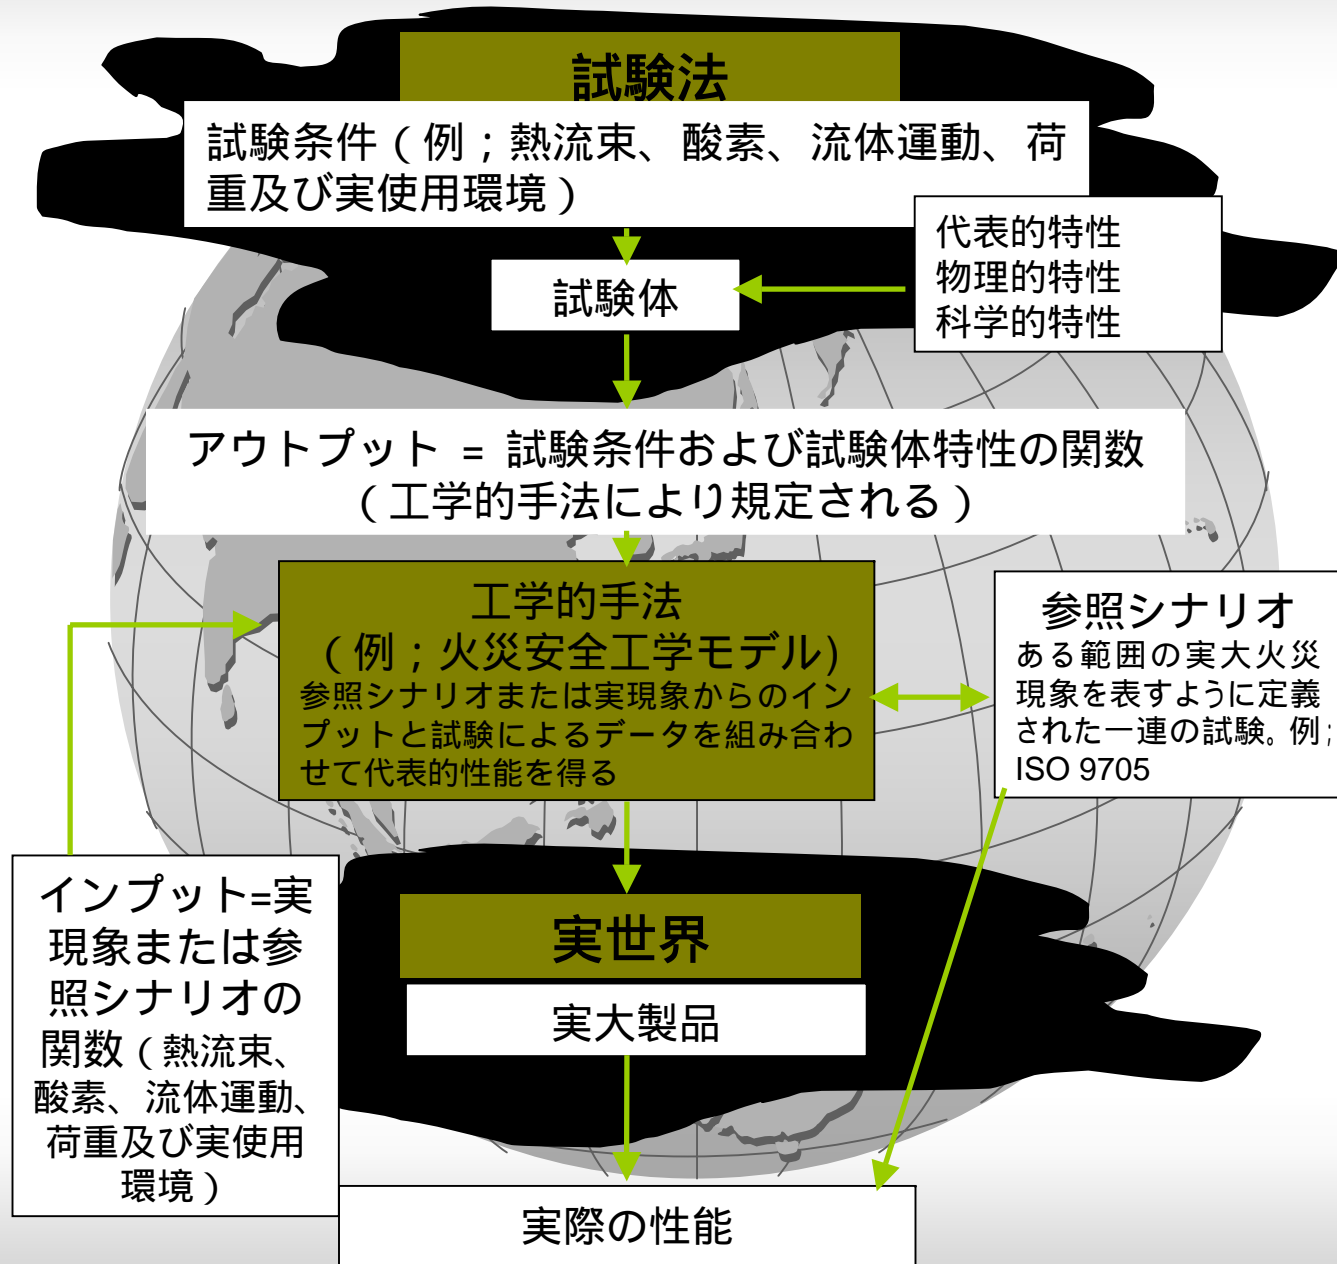 試験法
試験条件（例；熱流束、酸素、流体運動、荷
重及び実使用環境）
代表的特性
物理的特性
科学的特性
試験体
アウトプット = 試験条件および試験体特性の関数
（工学的手法により規定される）
工学的手法
（例；火災安全工学モデル)
参照シナリオまたは実現象からのイン
プットと試験によるデータを組み合わ
せて代表的性能を得る
参照シナリオ
ある範囲の実大火災
現象を表すように定義
された一連の試験。例；
ISO 9705
インプット=実
現象または参
照シナリオの
関数（熱流束、
酸素、流体運動、
荷重及び実使用
環境）
実世界
実大製品
実際の性能